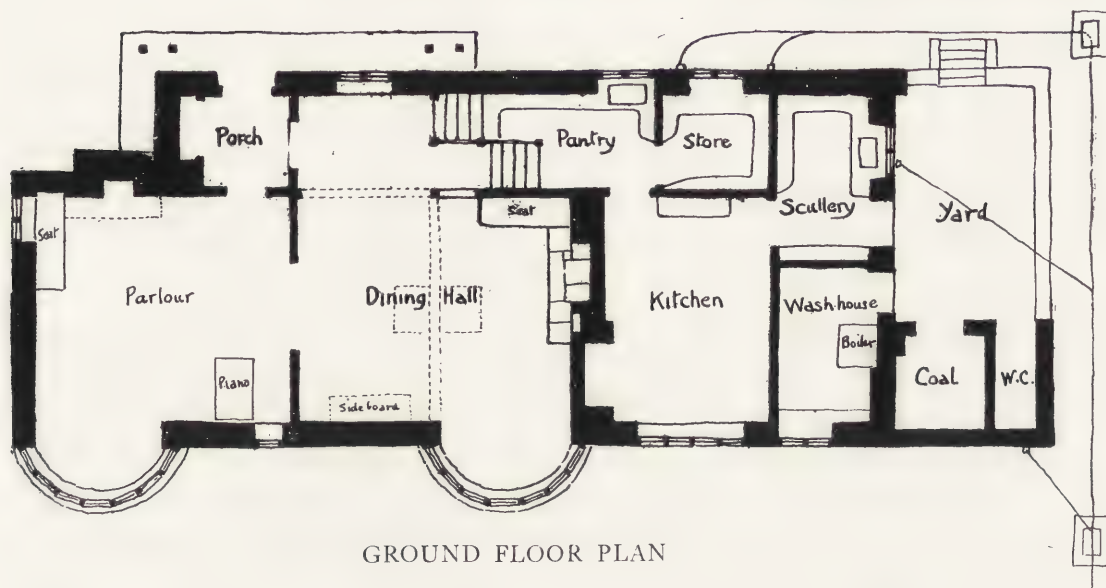 Porch
Pantry
Store
Scullery
Yard
Seat
Seat
Parlour
Dining Hall
Kitchen
Wash house
Boiler
Piano
Sideboard
Coal
W.C.
GROUND FLOOR PLAN